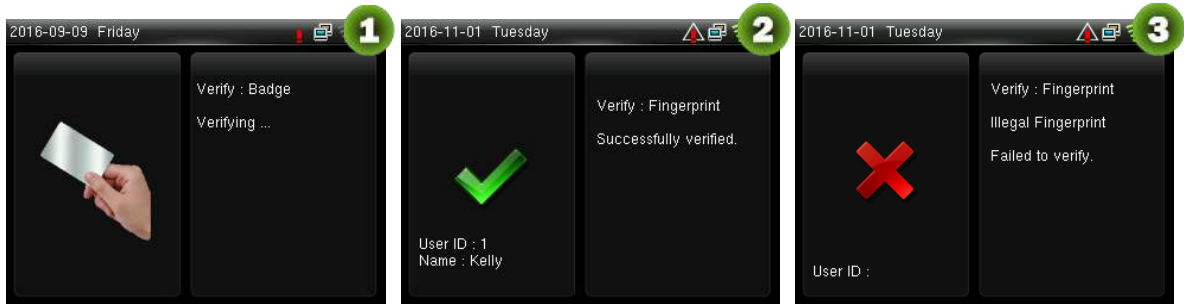 2016-09-09 Friday
1
Verify : Badge
Verifying ...
2016-11-01 Tuesday
2
Verify : Fingerprint
Successfully verified.
User ID : 1
Name : Kelly
2016-11-01 Tuesday
3
Verify : Fingerprint
Illegal Fingerprint
Failed to verify.
User ID :